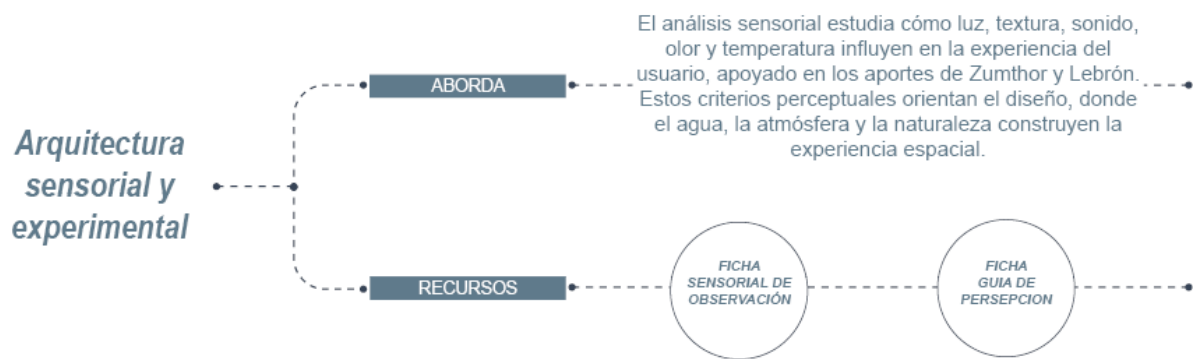 Arquitectura
sensorial y
experimental
ABORDA
El análisis sensorial estudia cómo luz, textura, sonido,
olor y temperatura influyen en la experiencia del
usuario, apoyado en los aportes de Zumthor y Lebrón.
Estos criterios perceptuales orientan el diseño, donde
el agua, la atmósfera y la naturaleza construyen la
experiencia espacial.
RECURSOS
FICHA
SENSORIAL DE
OBSERVACIÓN
FICHA
GUIA DE
PERSEPCION